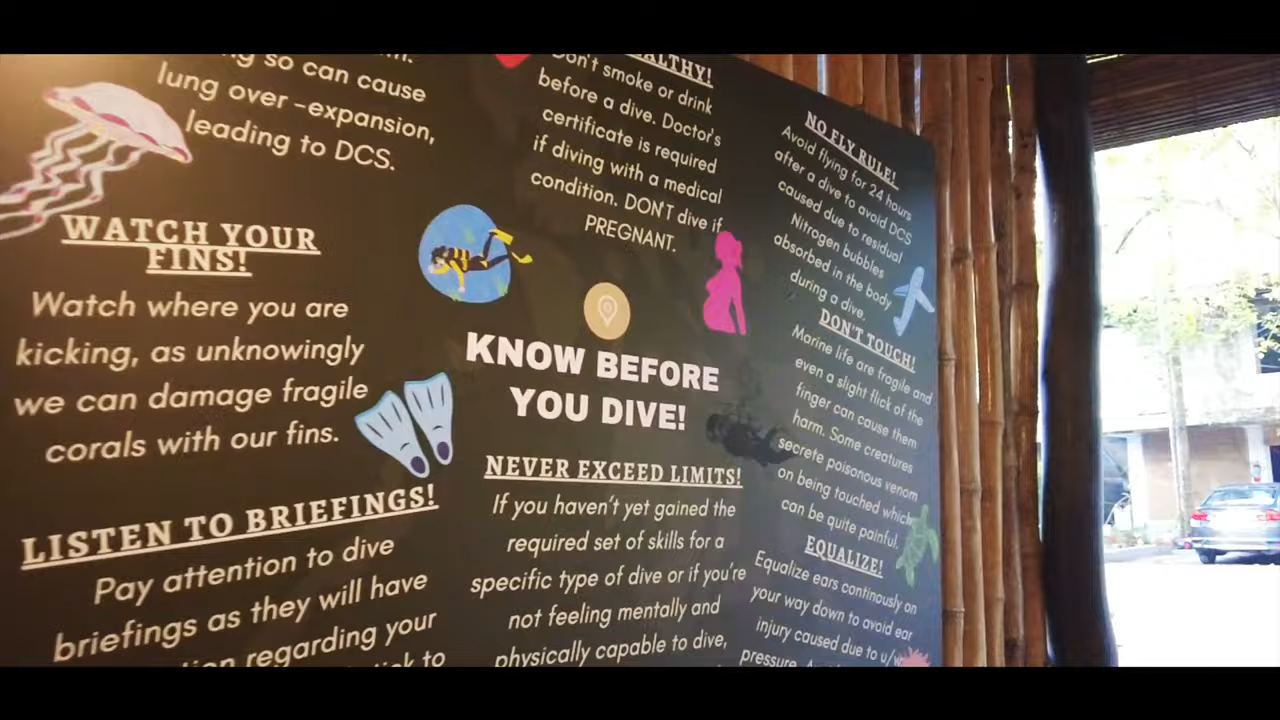 so can cause
lung over-expansion,
leading to DCS.
WATCH YOUR
FINS!
Watch where you are
kicking, as unknowingly
we can damage fragile
corals with our fins.
LISTEN TO BRIEFINGS!
Pay attention to dive
briefings as they will have
regarding your
to
Don't smoke or drink
before a dive. Doctor's
certificate is required
if diving with a medical
condition. DON'T dive if
PREGNANT.
KNOW BEFORE
YOU DIVE!
NEVER EXCEED LIMITS!
If you haven't yet gained the
required set of skills for a
specific type of dive or if you're
not feeling mentally and
physically capable to dive,
NO FLY RULE!
Avoid flying for 24 hours
after a dive to avoid DCS
caused due to residual
Nitrogen bubbles
absorbed in the body
during a dive.
DON'T TOUCH!
Marine life are fragile and
even a slight flick of the
finger can cause them
harm. Some creatures
secrete poisonous venom
on being touched which
can be quite painful.
EQUALIZE!
Equalize ears continously on
your way down to avoid ear
injury caused due to u/w
pressure.